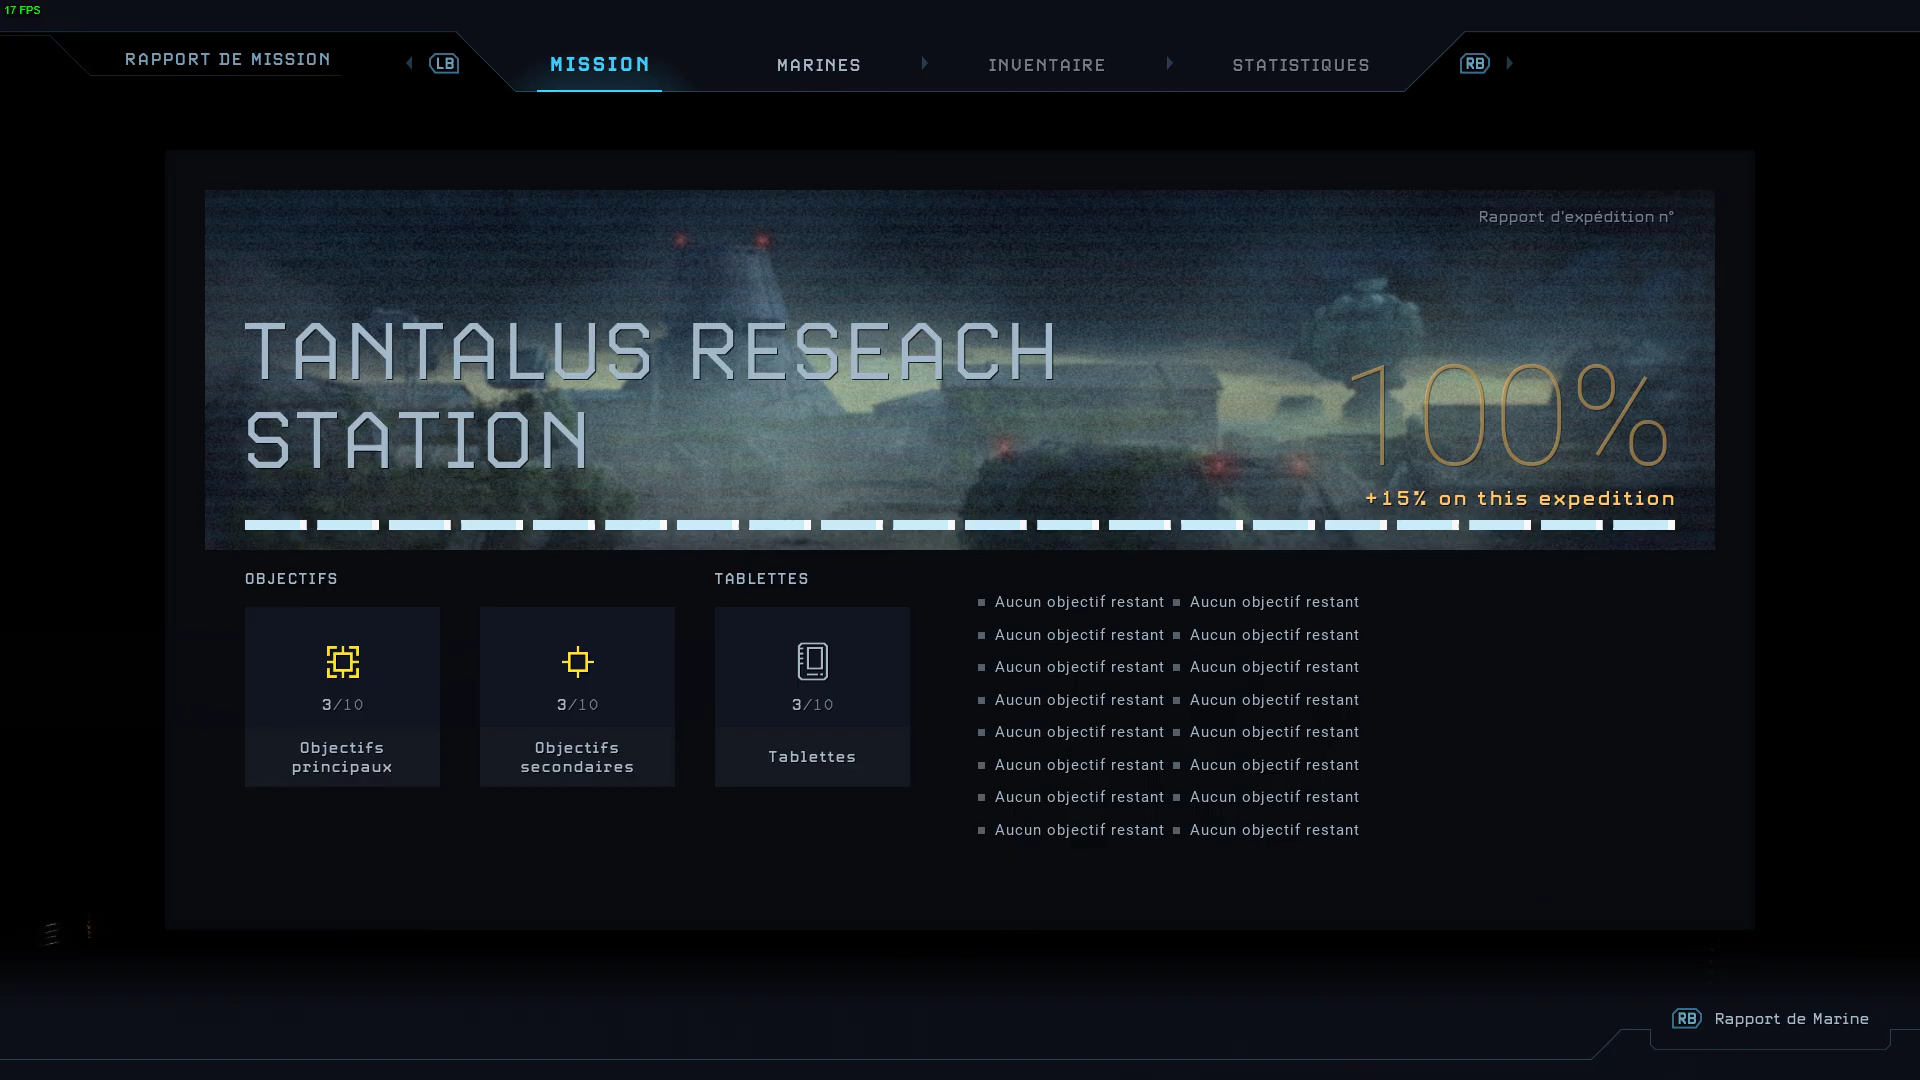 17 FPS
RAPPORT DE MISSION
LB
MISSION
MARINES
INVENTAIRE
STATISTIQUES
RB
Rapport d'expédition n°
TANTALUS RESEACH
STATION
100%
+15% on this expedition
OBJECTIFS
TABLETTES
3/10
Objectifs
principaux
3/10
Objectifs
secondaires
3/10
Tablettes
Aucun objectif restant Aucun objectif restant
Aucun objectif restant Aucun objectif restant
Aucun objectif restant Aucun objectif restant
Aucun objectif restant Aucun objectif restant
Aucun objectif restant Aucun objectif restant
Aucun objectif restant Aucun objectif restant
Aucun objectif restant Aucun objectif restant
Aucun objectif restant Aucun objectif restant
RB Rapport de Marine